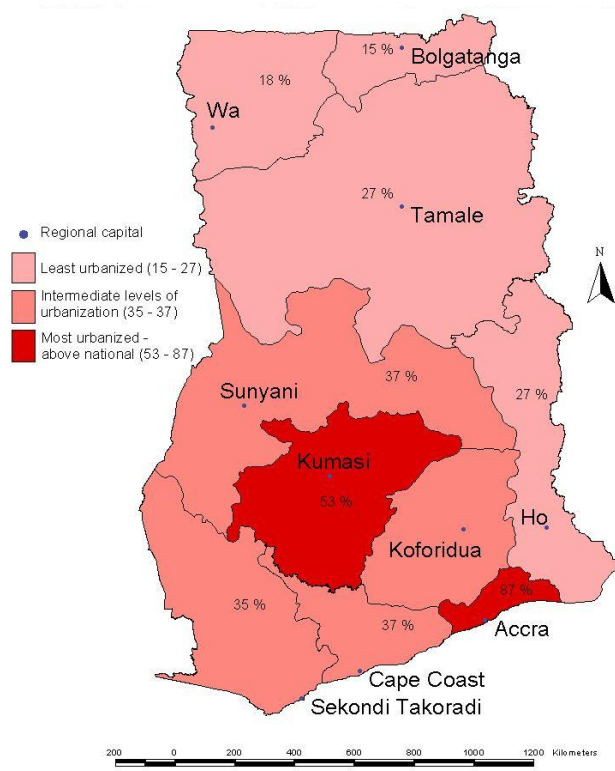 15 %
Bolgatanga
18 %
Wa
27 %
Tamale
Regional capital
Least urbanized (15 - 27)
Intermediate levels of
urbanization (35 - 37)
Most urbanized -
above national (53 - 87)
N
37 %
Sunyani
27 %
Kumasi
53 %
Ho
Koforidua
87 %
35 %
37 %
Accra
Cape Coast
Sekondi Takoradi
200 0 200 400 600 800 1000 1200 Kilometers